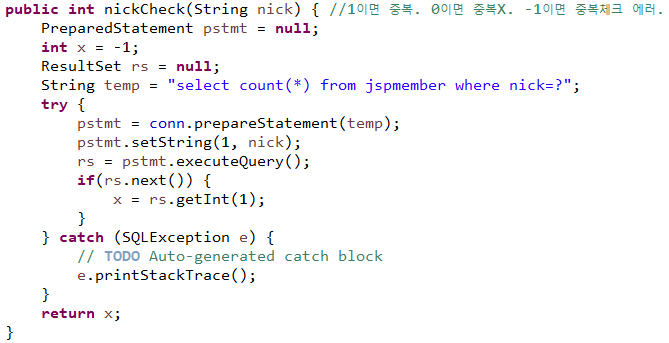 public int nickCheck(String nick) { //1이면 중복. 0이면 중복X. -1이면 중복체크 에러.
    PreparedStatement pstmt = null;
    int x = -1;
    ResultSet rs = null;
    String temp = "select count(*) from jspmember where nick=?";
    try {
        pstmt = conn.prepareStatement(temp);
        pstmt.setString(1, nick);
        rs = pstmt.executeQuery();
        if(rs.next()) {
            x = rs.getInt(1);
        }
    } catch (SQLException e) {
        // TODO Auto-generated catch block
        e.printStackTrace();
    }
    return x;
}